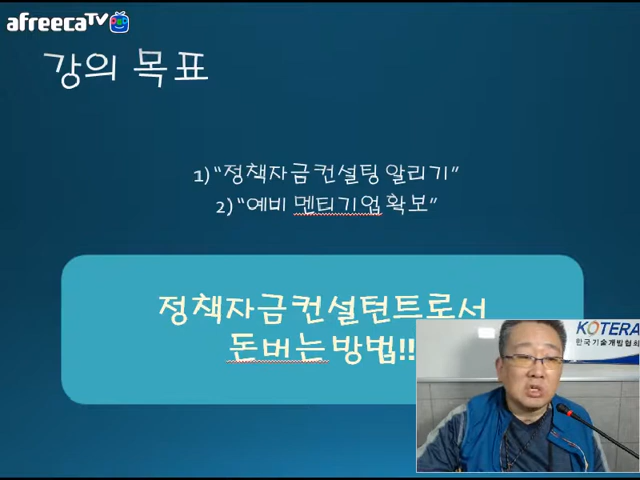 afreecaTV
강의 목표
1) “정책자금컨설팅 알리기”
2) “예비 멘티기업 확보”
정책자금컨설턴트로서
돈버는 방법!!
KOTERA
한국기술개발협회